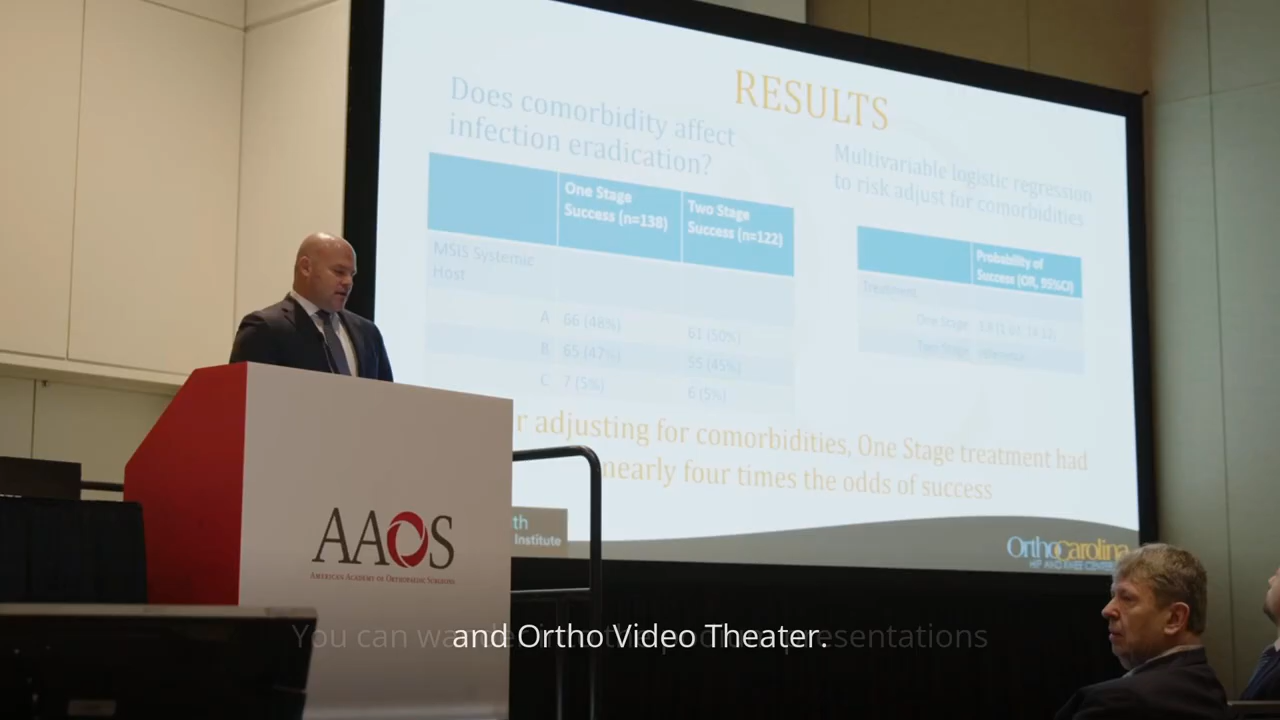 RESULTS
Does comorbidity affect
infection eradication?
One Stage
Success (n=138)
Two Stage
Success (n=122)
MSIS Systemic
Host
A 66 (48%) 61 (50%)
B 65 (47%) 55 (45%)
C 7 (5%) 6 (5%)
Multivariable logistic regression
to risk adjust for comorbidities
Probability of
Success (OR, 95%CI)
Treatment
One Stage
Two Stage
r adjusting for comorbidities, One Stage treatment had
nearly four times the odds of success
th
Institute
OrthoCarolina
HIP AND KNEE CENTER
AAOS
AMERICAN ACADEMY OF ORTHOPAEDIC SURGEONS
You can presentations
and Ortho Video Theater.